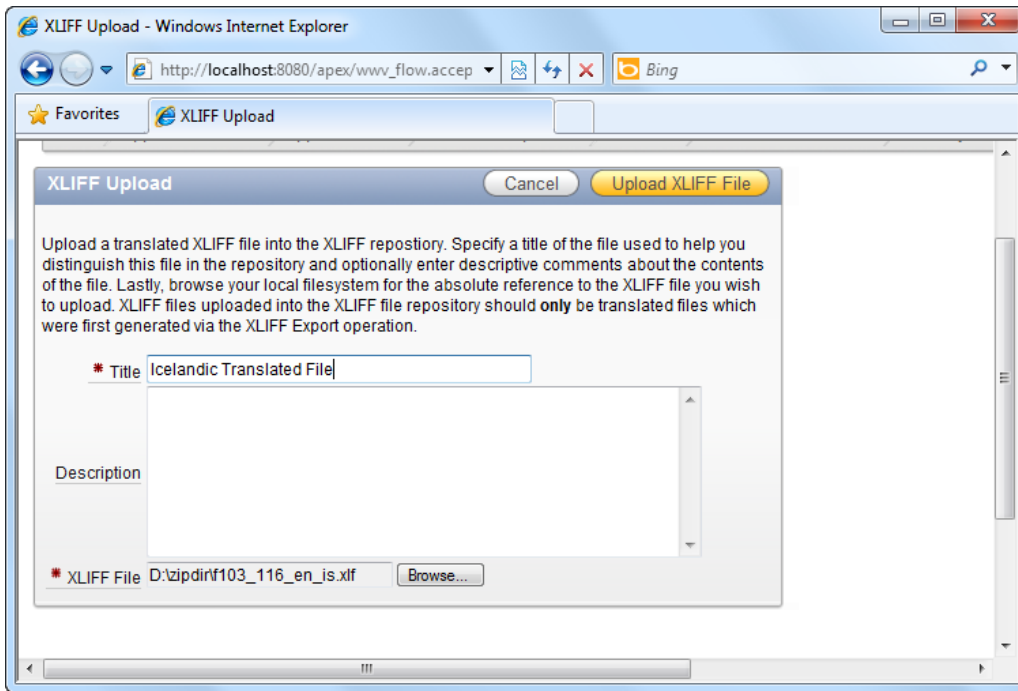 XLIFF Upload - Windows Internet Explorer
http://localhost:8080/apex/wwv_flow.accep
Bing
Favorites
XLIFF Upload
XLIFF Upload
Cancel
Upload XLIFF File
Upload a translated XLIFF file into the XLIFF repostiory. Specify a title of the file used to help you
distinguish this file in the repository and optionally enter descriptive comments about the contents
of the file. Lastly, browse your local filesystem for the absolute reference to the XLIFF file you wish
to upload. XLIFF files uploaded into the XLIFF file repository should only be translated files which
were first generated via the XLIFF Export operation.
* Title Icelandic Translated File
Description
* XLIFF File D:\zipdir\f103_116_en_is.xlf Browse...